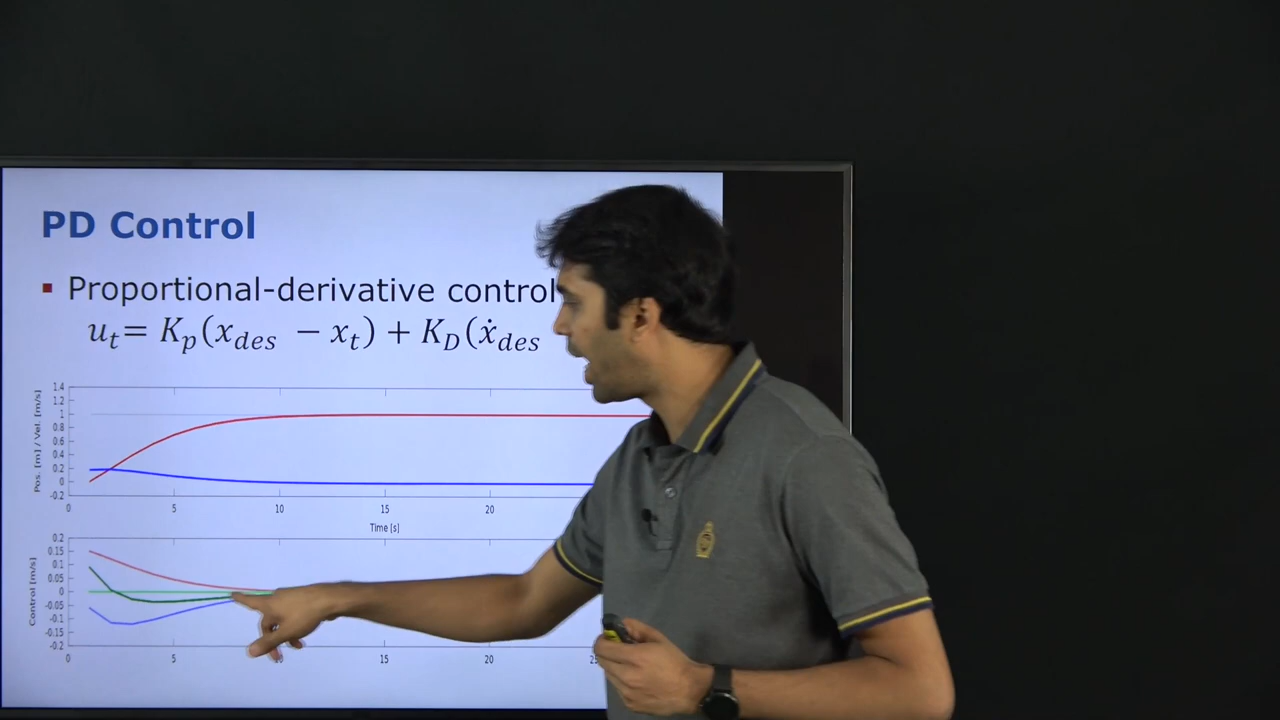 PD Control
▪ Proportional-derivative control
u_t= K_p(x_des − x_t) + K_D(ẋ_des
Pos. [m] / Vel. [m/s]
1.4
1.2
1
0.8
0.6
0.4
0.2
0
-0.2
0 5 10 15 20
Time [s]
Control [m/s]
0.2
0.15
0.1
0.05
0
-0.05
-0.1
-0.15
-0.2
0 5 10 15 20